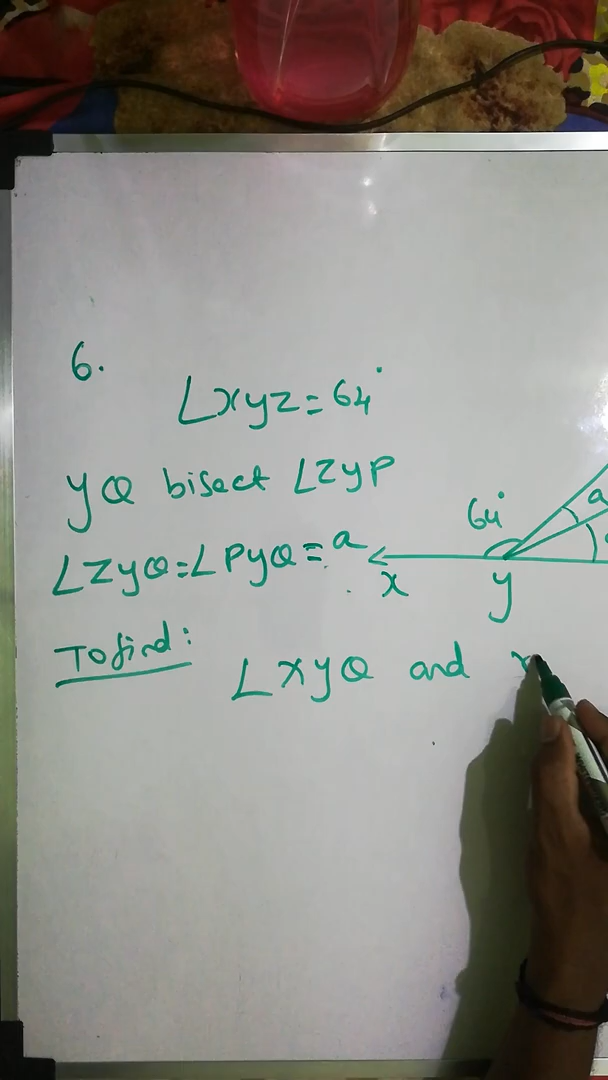 6.
∠xyz = 64°
yQ bisect ∠ZyP
∠ZyQ = ∠PyQ = a
64°
a
x
y
To find:
∠XyQ and